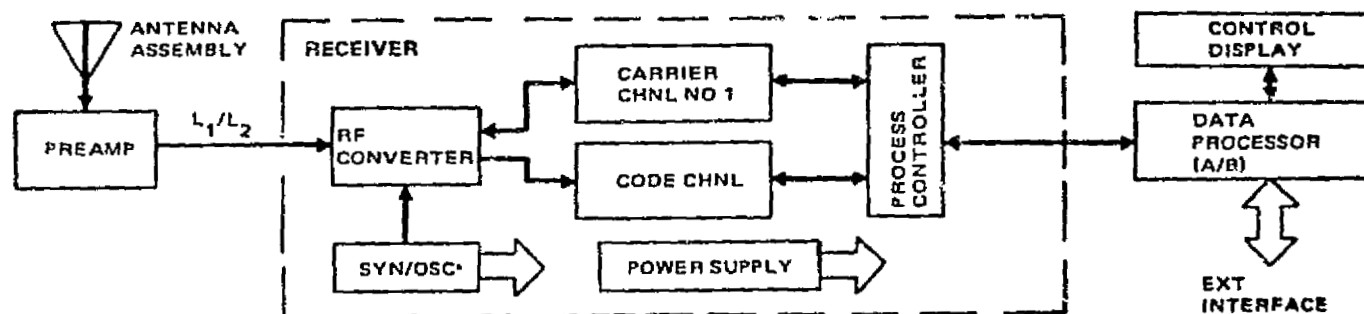 ANTENNA
ASSEMBLY
PREAMP
L1/L2
RECEIVER
RF
CONVERTER
SYN/OSC*
CARRIER
CHNL NO 1
CODE CHNL
POWER SUPPLY
PROCESS
CONTROLLER
CONTROL
DISPLAY
DATA
PROCESSOR
(A/B)
EXT
INTERFACE